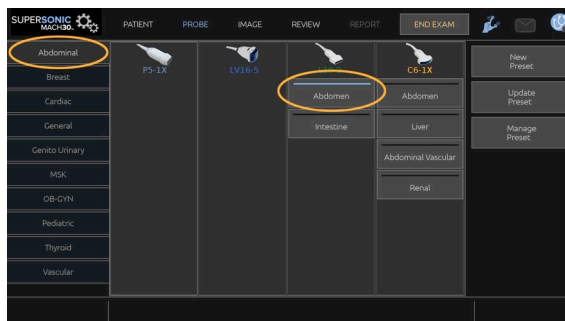 SUPERSONIC
MACH30.
PATIENT PROBE IMAGE REVIEW REPORT END EXAM
Abdominal
Breast
Cardiac
General
Genito Urinary
MSK
OB-GYN
Pediatric
Thyroid
Vascular
P5-1X LV16-5 C6-1X
Abdomen
Intestine
Abdomen
Liver
Abdominal Vascular
Renal
New
Preset
Update
Preset
Manage
Preset